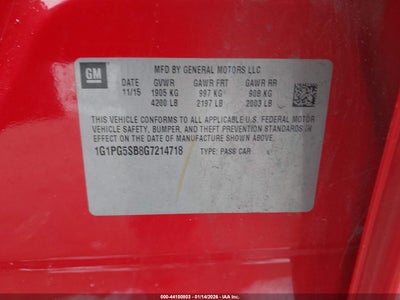 GM
MFD BY GENERAL MOTORS LLC
DATE GVWR GAWR FRT GAWR RR
11/15 1905 KG 997 KG 908 KG
4200 LB 2197 LB 2003 LB
THIS VEHICLE CONFORMS TO ALL APPLICABLE U.S. FEDERAL MOTOR
VEHICLE SAFETY, BUMPER, AND THEFT PREVENTION STANDARDS IN
EFFECT ON THE DATE OF MANUFACTURE SHOWN ABOVE.
1G1PG5SB8G7214718 TYPE: PASS CAR
000-44100003 - 01/14/2026 - IAA, Inc.